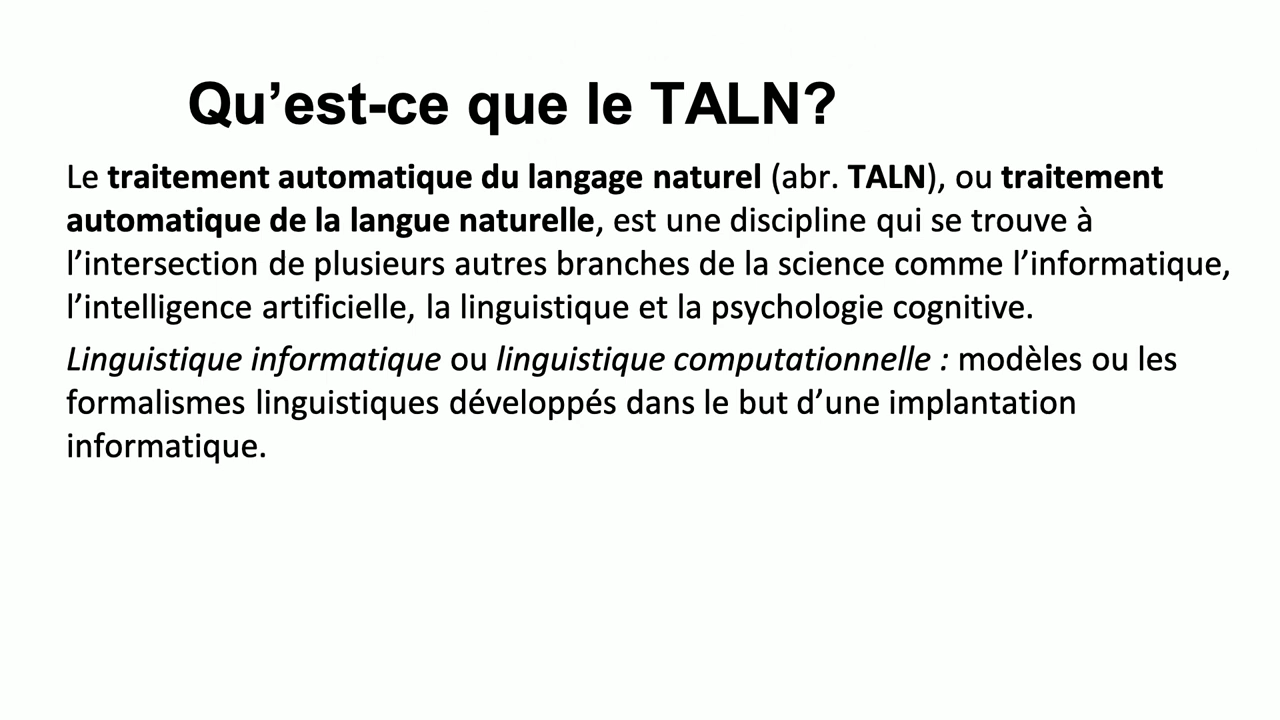 Qu’est-ce que le TALN?
Le traitement automatique du langage naturel (abr. TALN), ou traitement
automatique de la langue naturelle, est une discipline qui se trouve à
l’intersection de plusieurs autres branches de la science comme l’informatique,
l’intelligence artificielle, la linguistique et la psychologie cognitive.
Linguistique informatique ou linguistique computationnelle : modèles ou les
formalismes linguistiques développés dans le but d’une implantation
informatique.